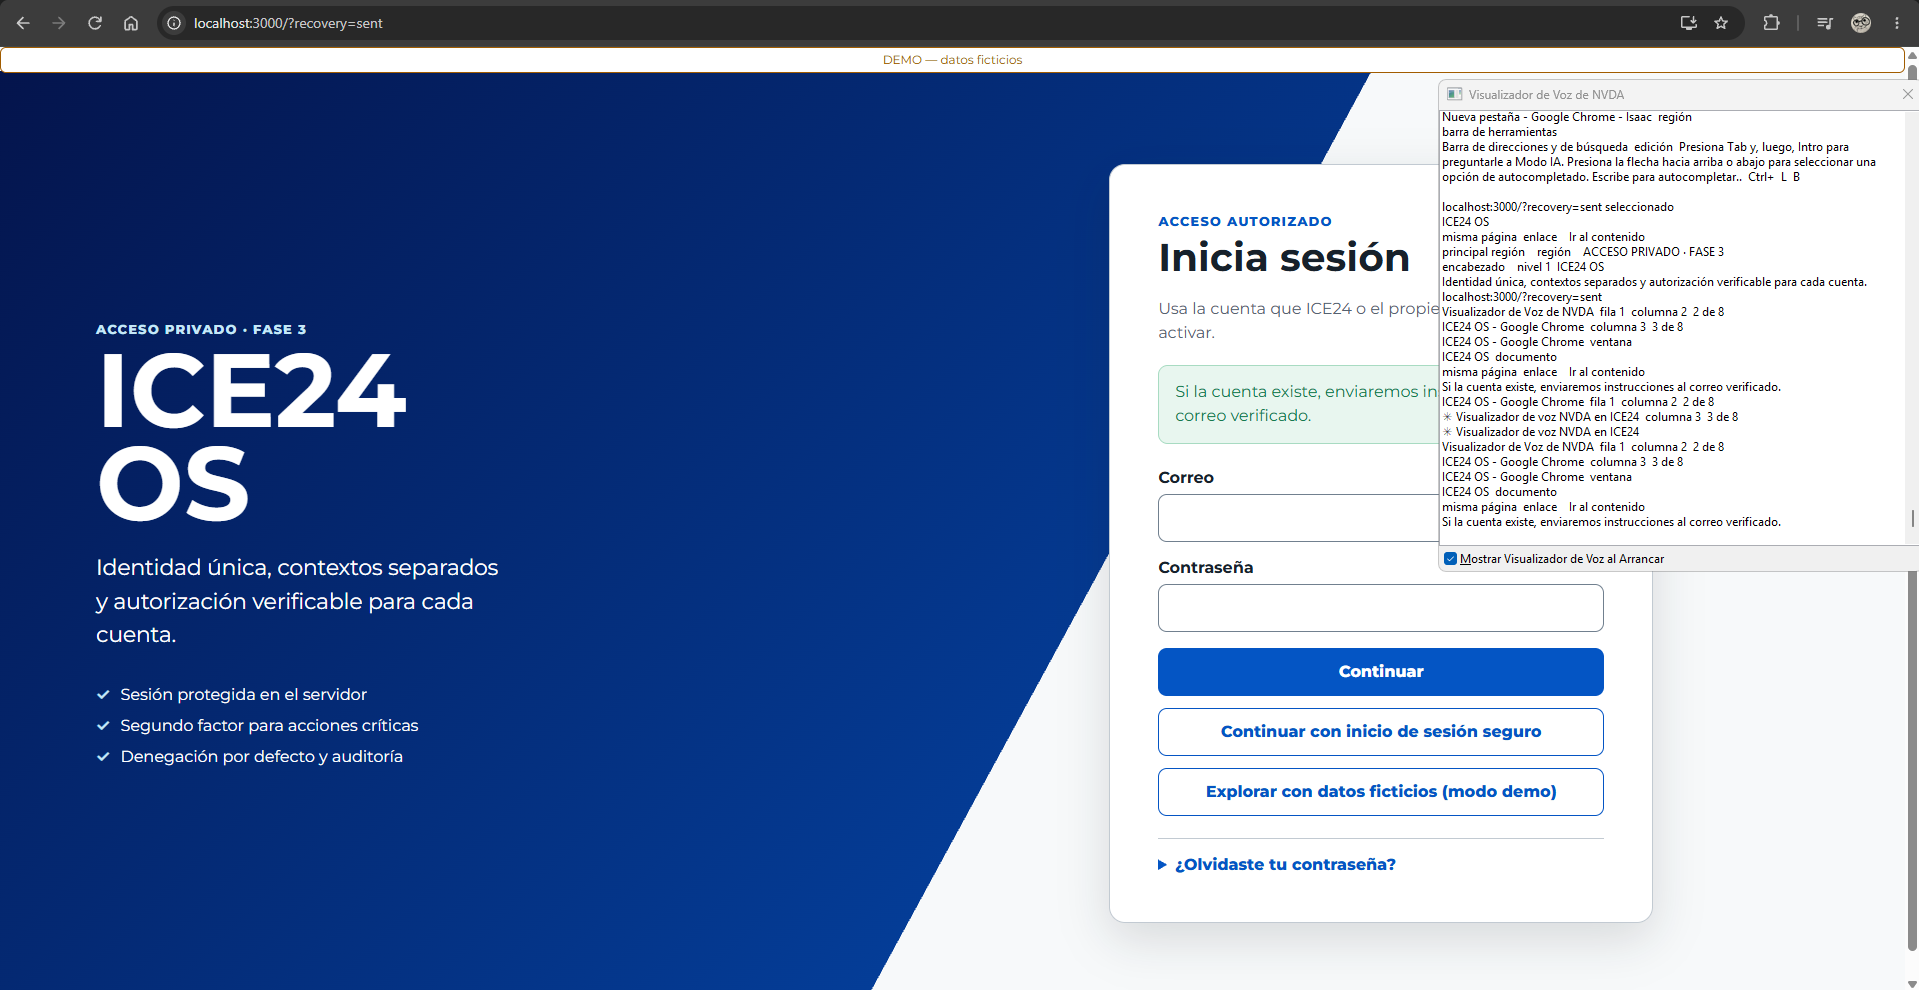 localhost:3000/?recovery=sent
DEMO — datos ficticios
ACCESO PRIVADO · FASE 3
ICE24
OS
Identidad única, contextos separados
y autorización verificable para cada
cuenta.
Sesión protegida en el servidor
Segundo factor para acciones críticas
Denegación por defecto y auditoría
ACCESO AUTORIZADO
Inicia sesión
Usa la cuenta que ICE24 o el
activar.
Si la cuenta existe, enviaremos
correo verificado.
Correo
Contraseña
Continuar
Continuar con inicio de sesión seguro
Explorar con datos ficticios (modo demo)
¿Olvidaste tu contraseña?
Visualizador de Voz de NVDA
Nueva pestaña - Google Chrome - Isaac región
barra de herramientas
Barra de direcciones y de búsqueda edición Presiona Tab y, luego, Intro para
preguntarle a Modo IA. Presiona la flecha hacia arriba o abajo para seleccionar una
opción de autocompletado. Escribe para autocompletar.. Ctrl+ L B
localhost:3000/?recovery=sent seleccionado
ICE24 OS
misma página enlace Ir al contenido
principal región región ACCESO PRIVADO · FASE 3
encabezado nivel 1 ICE24 OS
Identidad única, contextos separados y autorización verificable para cada cuenta.
localhost:3000/?recovery=sent
Visualizador de Voz de NVDA fila 1 columna 2 2 de 8
ICE24 OS - Google Chrome columna 3 3 de 8
ICE24 OS - Google Chrome ventana
ICE24 OS documento
misma página enlace Ir al contenido
Si la cuenta existe, enviaremos instrucciones al correo verificado.
ICE24 OS - Google Chrome fila 1 columna 2 2 de 8
✳ Visualizador de voz NVDA en ICE24 columna 3 3 de 8
✳ Visualizador de voz NVDA en ICE24
Visualizador de Voz de NVDA fila 1 columna 2 2 de 8
ICE24 OS - Google Chrome columna 3 3 de 8
ICE24 OS - Google Chrome ventana
ICE24 OS documento
misma página enlace Ir al contenido
Si la cuenta existe, enviaremos instrucciones al correo verificado.
Mostrar Visualizador de Voz al Arrancar